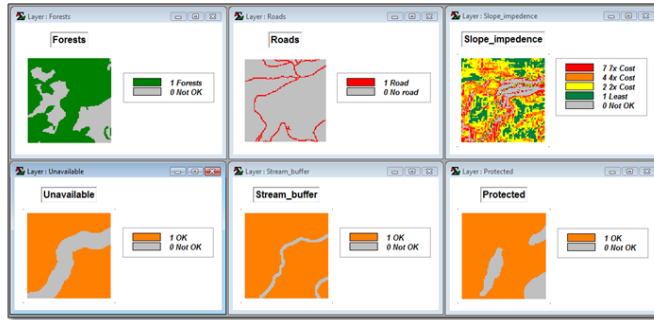 Layer : Forests
Forests
1 Forests
0 Not OK
Layer : Roads
Roads
1 Road
0 No road
Layer : Slope_impedence
Slope_impedence
7 7x Cost
4 4x Cost
2 2x Cost
1 Least
0 Not OK
Layer : Unavailable
Unavailable
1 OK
0 Not OK
Layer : Stream_buffer
Stream_buffer
1 OK
0 Not OK
Layer : Protected
Protected
1 OK
0 Not OK